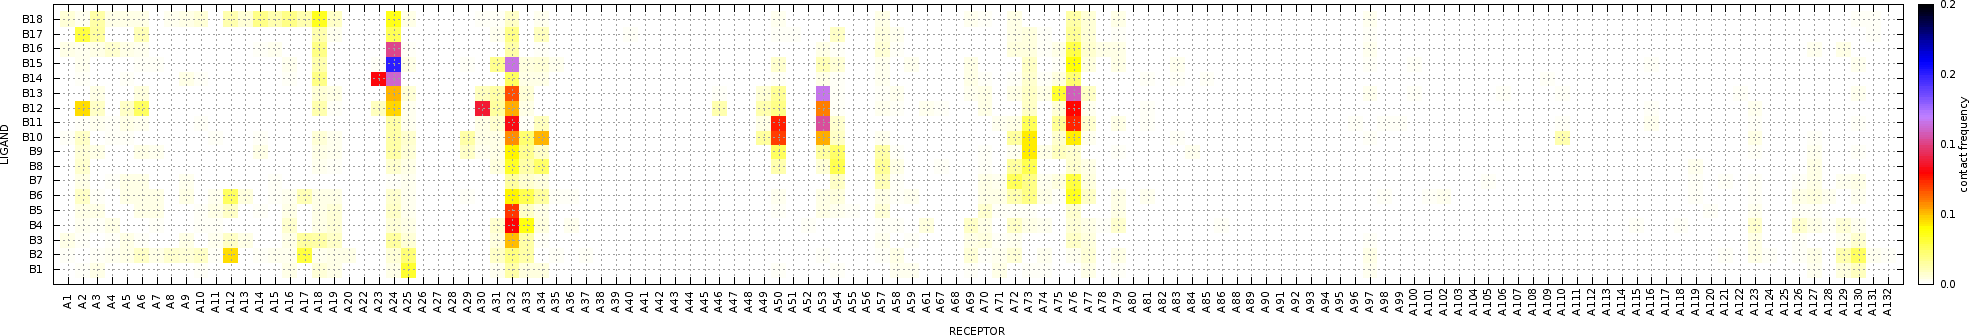 B18
B17
B16
B15
B14
B13
B12
B11
B10
B9
B8
B7
B6
B5
B4
B3
B2
B1
LIGAND
A1 A2 A3 A4 A5 A6 A7 A8 A9 A10 A11 A12 A13 A14 A15 A16 A17 A18 A19 A20 A22 A23 A24 A25 A26 A27 A28 A29 A30 A31 A32 A33 A34 A35 A36 A37 A38 A39 A40 A41 A42 A43 A44 A45 A46 A47 A48 A49 A50 A51 A52 A53 A54 A55 A56 A57 A58 A59 A61 A67 A68 A69 A70 A71 A72 A73 A74 A75 A76 A77 A78 A79 A80 A81 A82 A83 A84 A85 A86 A88 A89 A90 A91 A92 A93 A94 A95 A96 A97 A98 A99 A100 A101 A102 A103 A104 A105 A106 A107 A108 A109 A110 A111 A112 A113 A114 A115 A116 A117 A118 A119 A120 A121 A122 A123 A124 A125 A126 A127 A128 A129 A130 A131 A132
RECEPTOR
0.2
0.2
0.1
0.1
0.0
contact frequency